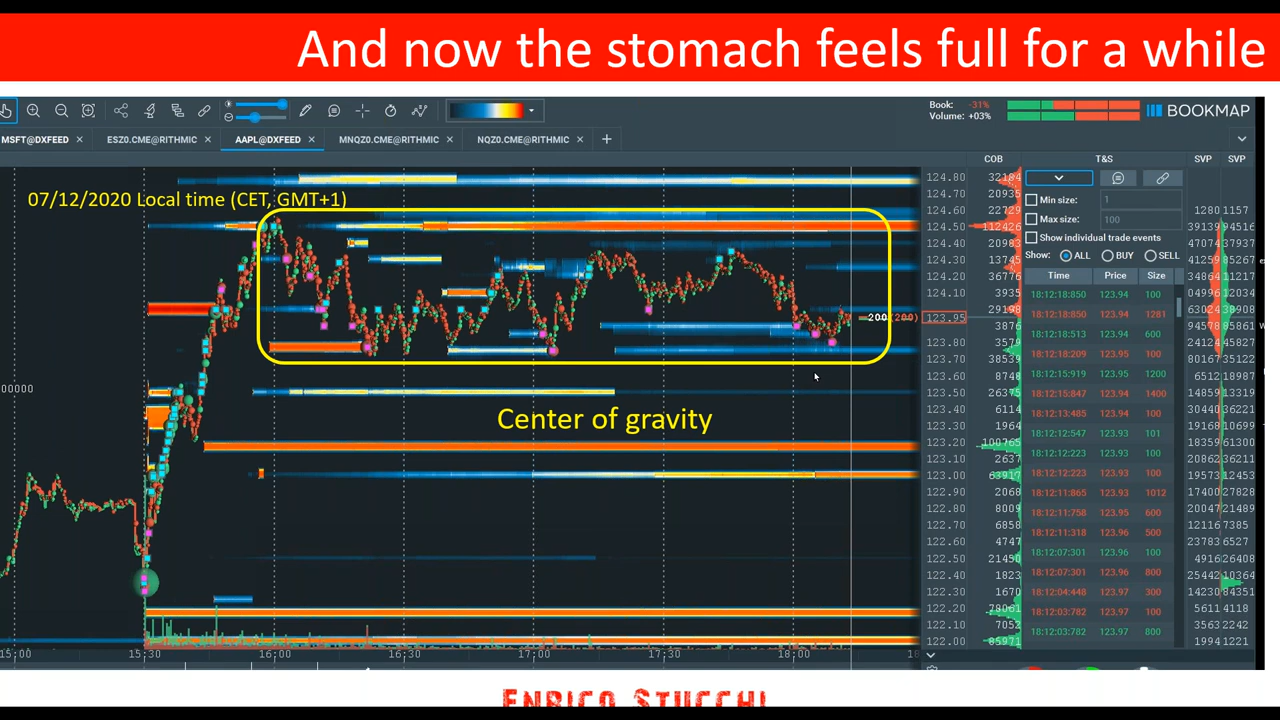 And now the stomach feels full for a while
Book: -31%
Volume: +03%
BOOKMAP
MSFT@DXFEED
ESZ0.CME@RITHMIC
AAPL@DXFEED
MNQZ0.CME@RITHMIC
NQZ0.CME@RITHMIC
COB
T&S
SVP
SVP
07/12/2020 Local time (CET, GMT+1)
Center of gravity
Min size: 1
Max size: 100
Show individual trade events
Show: ALL BUY SELL
Time Price Size
18:12:18:850 123.94 100
18:12:18:850 123.94 1281
18:12:18:513 123.94 600
18:12:18:209 123.95 100
18:12:15:919 123.95 1200
18:12:15:847 123.94 1400
18:12:13:485 123.94 100
18:12:12:547 123.93 101
18:12:12:223 123.93 100
18:12:12:223 123.93 100
18:12:11:865 123.93 1012
18:12:11:758 123.95 600
18:12:11:318 123.96 500
18:12:07:301 123.96 100
18:12:07:301 123.96 800
18:12:04:448 123.97 300
18:12:03:782 123.97 100
18:12:03:782 123.97 800
124.80
124.70
124.60
124.50
124.40
124.30
124.20
124.10
123.95
123.80
123.70
123.60
123.50
123.40
123.30
123.20
123.10
123.00
122.90
122.80
122.70
122.60
122.50
122.40
122.30
122.20
122.10
122.00
15:00 15:30 16:00 16:30 17:00 17:30 18:00
ENRICO STUCCHI